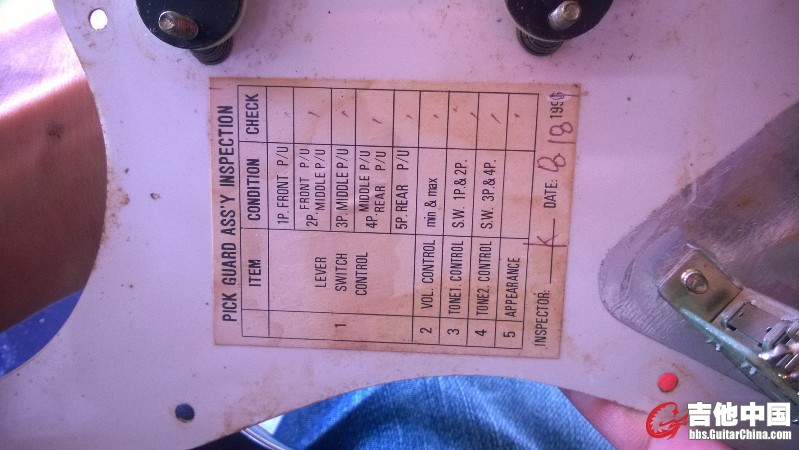 PICK GUARD ASS'Y INSPECTION
ITEM CONDITION CHECK
1 LEVER SWITCH CONTROL
1P. FRONT P/U
2P. FRONT P/U MIDDLE P/U
3P. MIDDLE P/U
4P. MIDDLE P/U REAR P/U
5P. REAR P/U
2 VOL. CONTROL min & max
3 TONE1. CONTROL S.W. 1P.& 2P.
4 TONE2. CONTROL S.W. 3P.& 4P.
5 APPEARANCE
INSPECTOR: K DATE: 8 18 199
吉他中国
bbs.GuitarChina.com